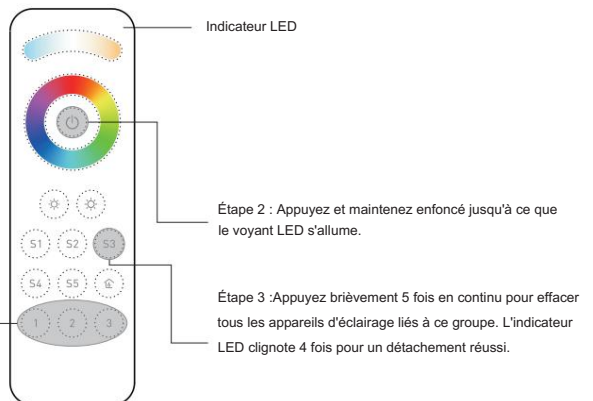 Indicateur LED
Étape 2 : Appuyez et maintenez enfoncé jusqu'à ce que
le voyant LED s'allume.
S1 S2 S3
S4 S5
Étape 3 :Appuyez brièvement 5 fois en continu pour effacer
tous les appareils d'éclairage liés à ce groupe. L'indicateur
LED clignote 4 fois pour un détachement réussi.
1 2 3